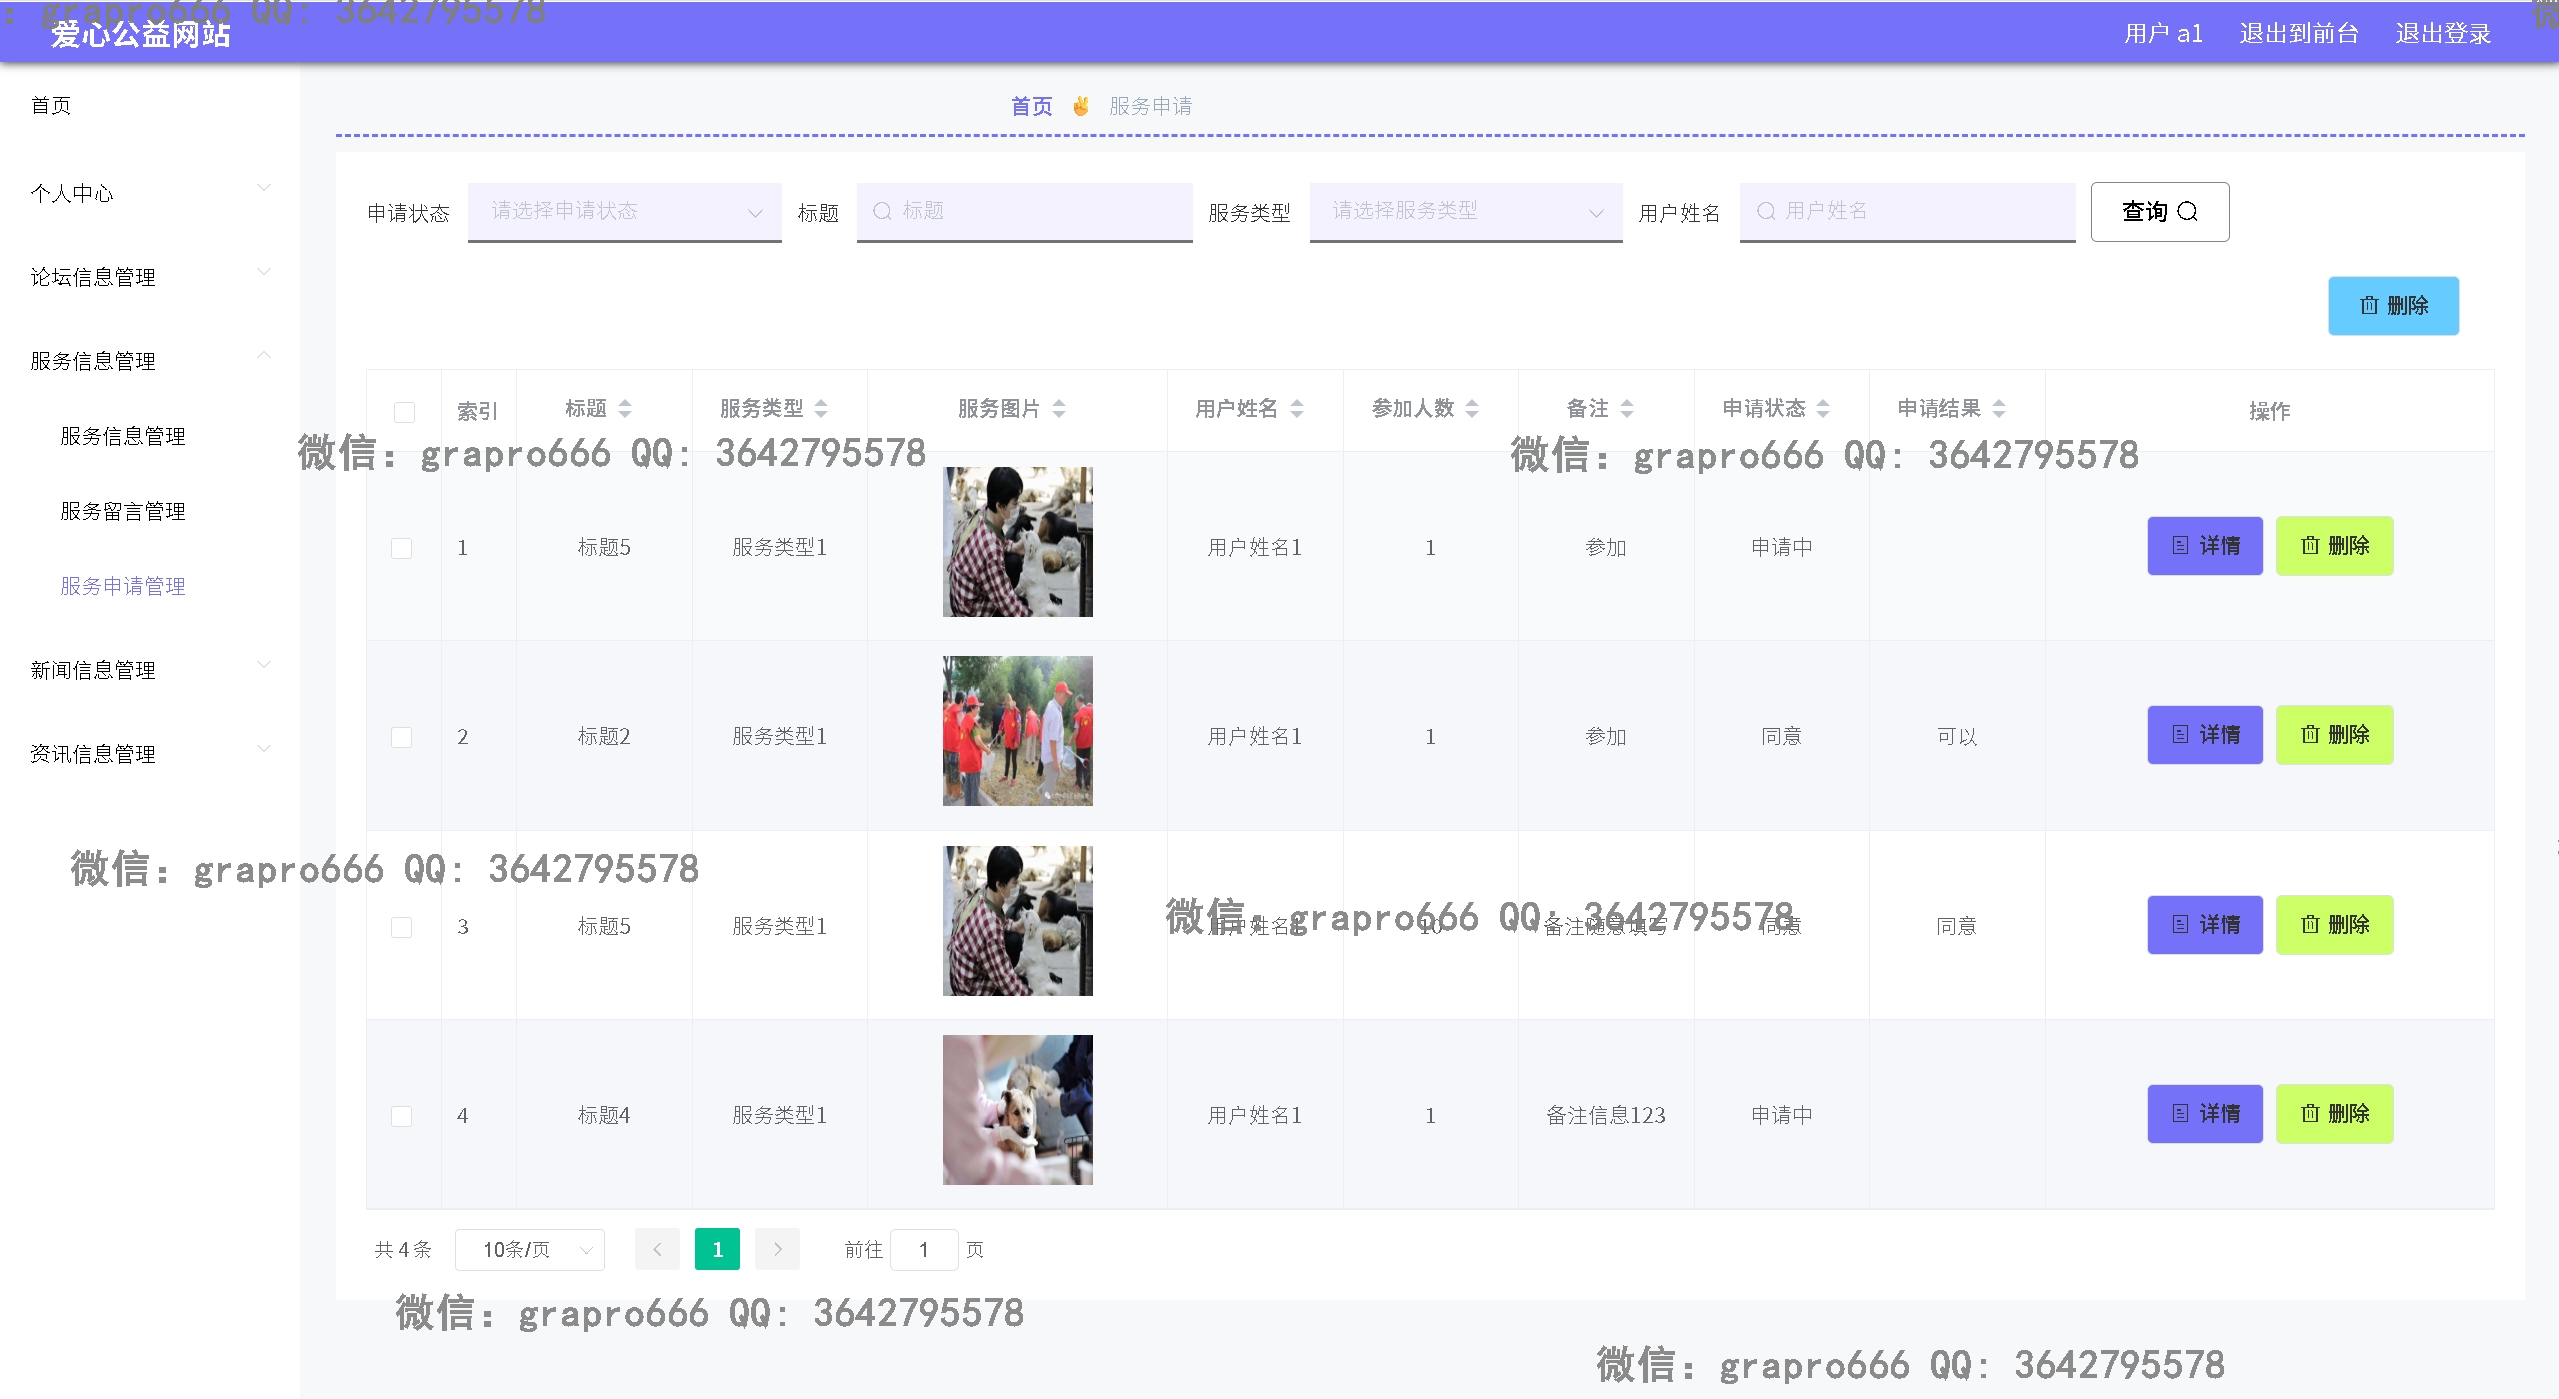 ：grapro666 QQ: 3642795578
爱心公益网站
用户 a1 退出到前台 退出登录
微
首页
个人中心
论坛信息管理
服务信息管理
服务信息管理
服务留言管理
服务申请管理
新闻信息管理
资讯信息管理
首页 ✌ 服务申请
申请状态 请选择申请状态 标题 标题 服务类型 请选择服务类型 用户姓名 用户姓名 查询
删除
索引 标题 服务类型 服务图片 用户姓名 参加人数 备注 申请状态 申请结果 操作
微信：grapro666 QQ: 3642795578
微信：grapro666 QQ: 3642795578
1 标题5 服务类型1 用户姓名1 1 参加 申请中 详情 删除
2 标题2 服务类型1 用户姓名1 1 参加 同意 可以 详情 删除
微信：grapro666 QQ: 3642795578
微信：grapro666 QQ: 3642795578
3 标题5 服务类型1 用户姓名1 10 备注随意填写 同意 同意 详情 删除
4 标题4 服务类型1 用户姓名1 1 备注信息123 申请中 详情 删除
共 4 条 10条/页 1 前往 1 页
微信：grapro666 QQ: 3642795578
微信：grapro666 QQ: 3642795578